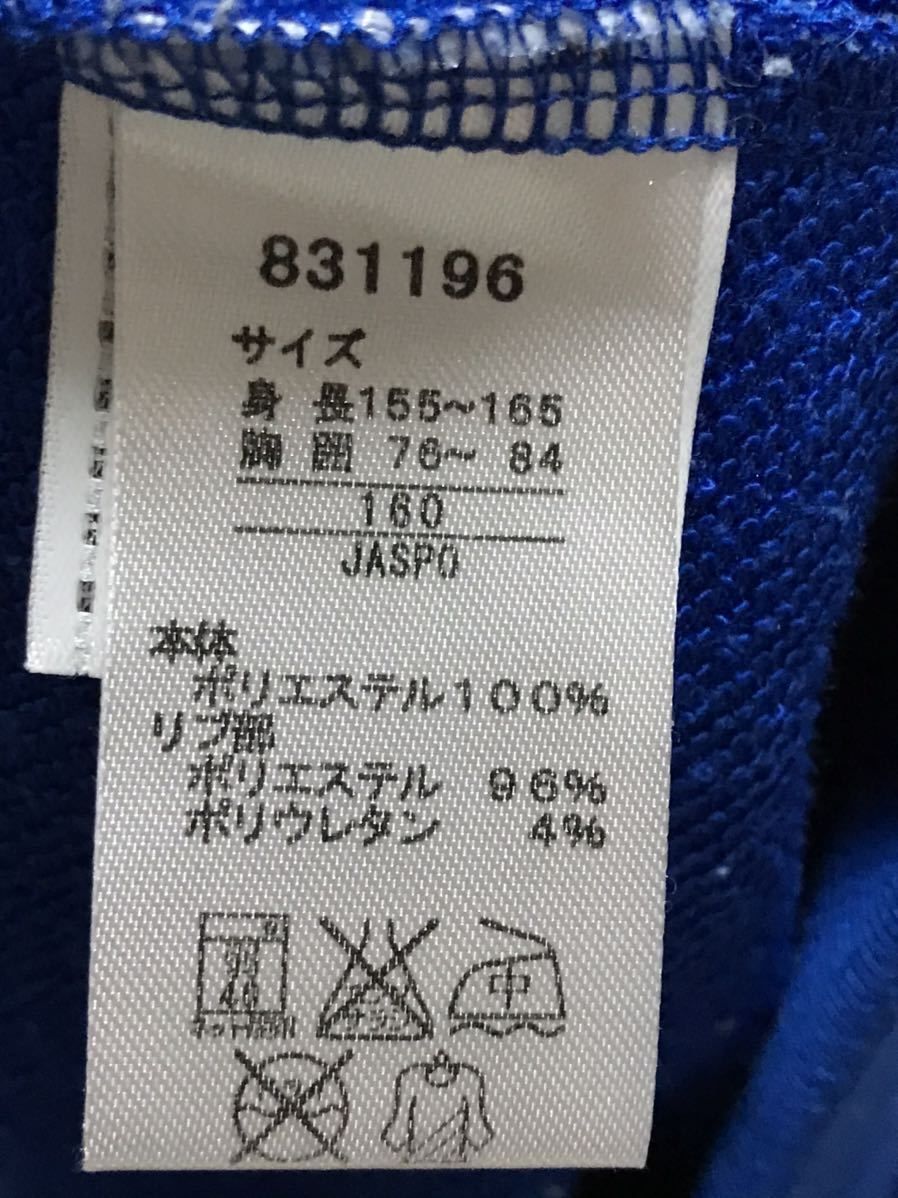 831196
サイズ
身 長155～165
胸 囲 76～ 84
160
JASPO
本体
ポリエステル100%
リブ部
ポリエステル 96%
ポリウレタン 4%
40
中